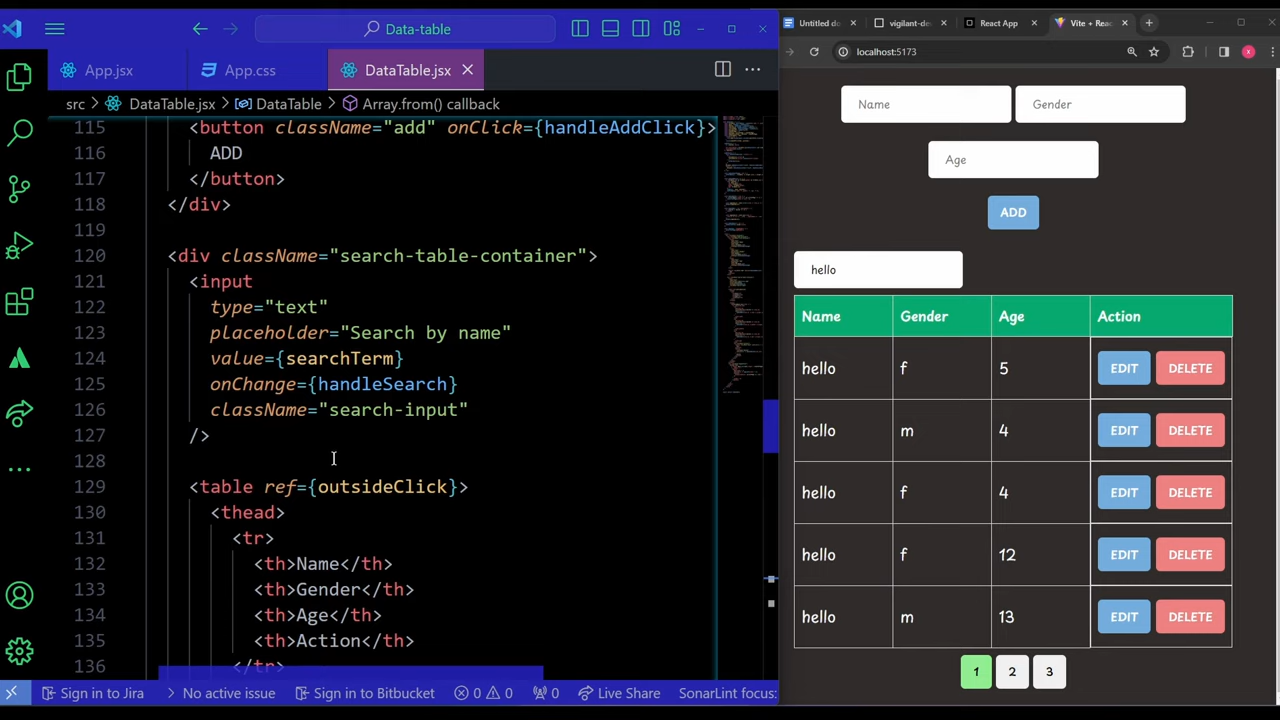 Data-table
App.jsx
App.css
DataTable.jsx
src > DataTable.jsx > DataTable > Array.from() callback
115 <button className="add" onClick={handleAddClick}>
116 ADD
117 </button>
118 </div>
119
120 <div className="search-table-container">
121 <input
122 type="text"
123 placeholder="Search by name"
124 value={searchTerm}
125 onChange={handleSearch}
126 className="search-input"
127 />
128
129 <table ref={outsideClick}>
130 <thead>
131 <tr>
132 <th>Name</th>
133 <th>Gender</th>
134 <th>Age</th>
135 <th>Action</th>
136 </tr>
Sign in to Jira
No active issue
Sign in to Bitbucket
0 0
0
Live Share
SonarLint focus:
Untitled do
vigilant-de
React App
Vite + Rea
localhost:5173
Name
Gender
Age
ADD
hello
Name Gender Age Action
hello f 5 EDIT DELETE
hello m 4 EDIT DELETE
hello f 4 EDIT DELETE
hello f 12 EDIT DELETE
hello m 13 EDIT DELETE
1 2 3